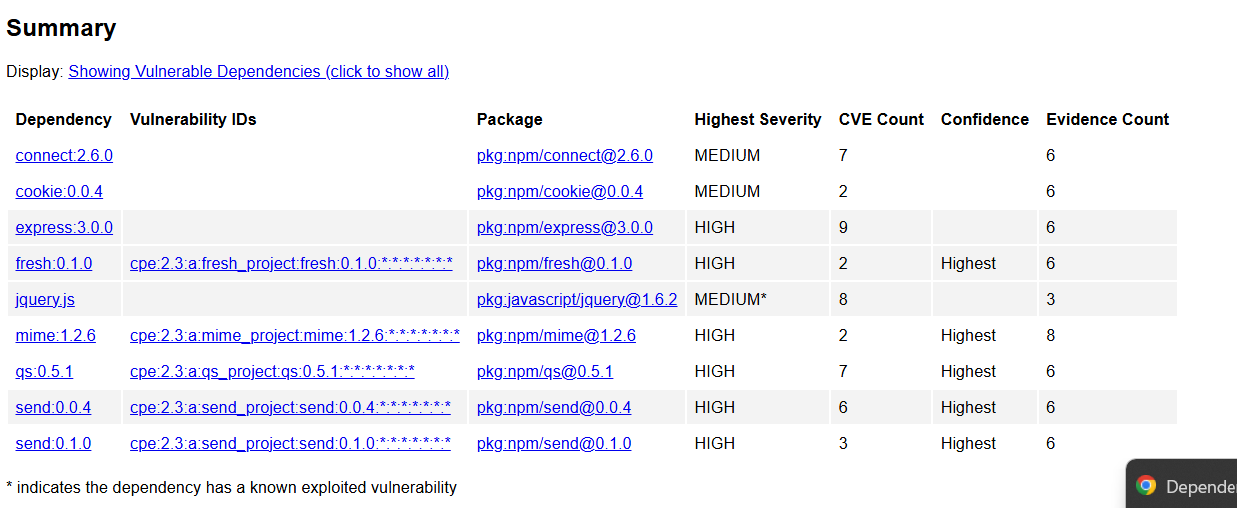 Summary
Display: Showing Vulnerable Dependencies (click to show all)
Dependency Vulnerability IDs Package Highest Severity CVE Count Confidence Evidence Count
connect:2.6.0 pkg:npm/connect@2.6.0 MEDIUM 7 6
cookie:0.0.4 pkg:npm/cookie@0.0.4 MEDIUM 2 6
express:3.0.0 pkg:npm/express@3.0.0 HIGH 9 6
fresh:0.1.0 cpe:2.3:a:fresh_project:fresh:0.1.0:*:*:*:*:*:*:* pkg:npm/fresh@0.1.0 HIGH 2 Highest 6
jquery.js pkg:javascript/jquery@1.6.2 MEDIUM* 8 3
mime:1.2.6 cpe:2.3:a:mime_project:mime:1.2.6:*:*:*:*:*:*:* pkg:npm/mime@1.2.6 HIGH 2 Highest 8
qs:0.5.1 cpe:2.3:a:qs_project:qs:0.5.1:*:*:*:*:*:*:* pkg:npm/qs@0.5.1 HIGH 7 Highest 6
send:0.0.4 cpe:2.3:a:send_project:send:0.0.4:*:*:*:*:*:*:* pkg:npm/send@0.0.4 HIGH 6 Highest 6
send:0.1.0 cpe:2.3:a:send_project:send:0.1.0:*:*:*:*:*:*:* pkg:npm/send@0.1.0 HIGH 3 Highest 6
* indicates the dependency has a known exploited vulnerability
Depende